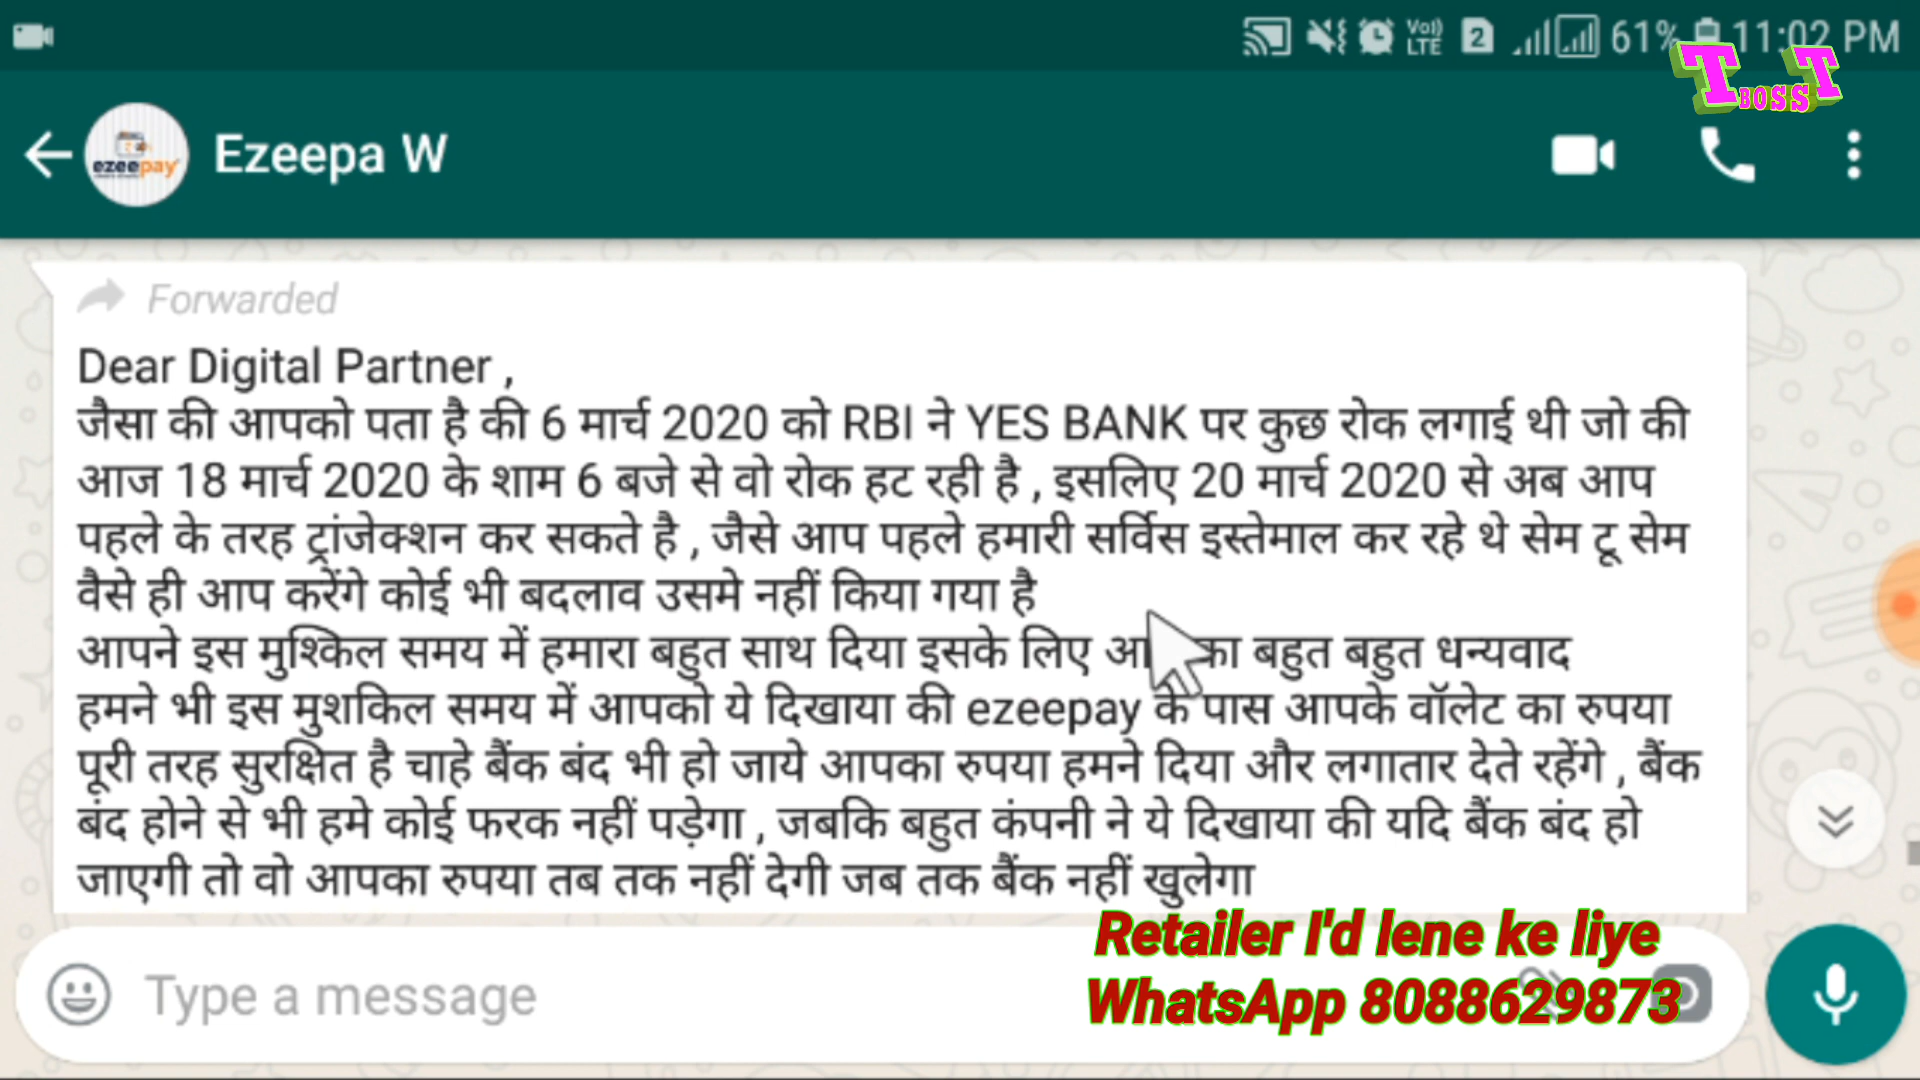 61% 11:02 PM
Vo)) LTE
2
T BOSS T
ezeepay
Ezeepa W
Forwarded
Dear Digital Partner ,
जैसा की आपको पता है की 6 मार्च 2020 को RBI ने YES BANK पर कुछ रोक लगाई थी जो की
आज 18 मार्च 2020 के शाम 6 बजे से वो रोक हट रही है , इसलिए 20 मार्च 2020 से अब आप
पहले के तरह ट्रांजेक्शन कर सकते है , जैसे आप पहले हमारी सर्विस इस्तेमाल कर रहे थे सेम टू सेम
वैसे ही आप करेंगे कोई भी बदलाव उसमे नहीं किया गया है
आपने इस मुश्किल समय में हमारा बहुत साथ दिया इसके लिए बहुत बहुत धन्यवाद
हमने भी इस मुशकिल समय में आपको ये दिखाया की ezeepay के पास आपके वॉलेट का रुपया
पूरी तरह सुरक्षित है चाहे बैंक बंद भी हो जाये आपका रुपया हमने दिया और लगातार देते रहेंगे , बैंक
बंद होने से भी हमे कोई फरक नहीं पड़ेगा , जबकि बहुत कंपनी ने ये दिखाया की यदि बैंक बंद हो
जाएगी तो वो आपका रुपया तब तक नहीं देगी जब तक बैंक नहीं खुलेगा
Retailer I'd lene ke liye
WhatsApp 8088629873
Type a message